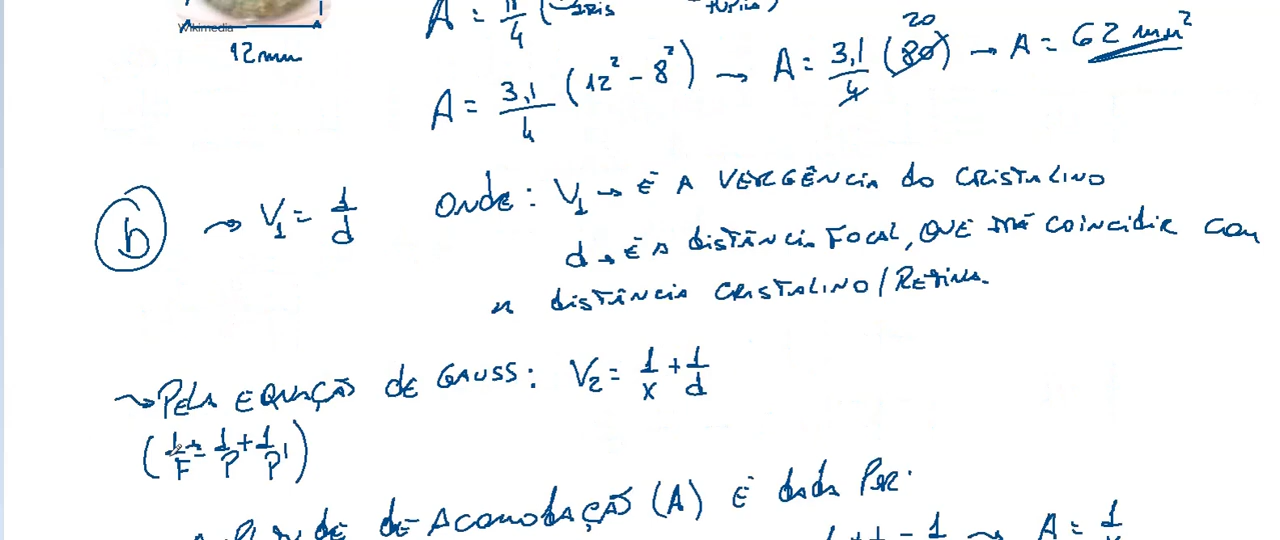 A = π/4 (
Wikimedia
12mm
A = 3,1/4 (12² - 8²) → A = 3,1/4 (80) 20 → A = 62 mm²
b → V₁ = 1/d Onde: V₁ → É A VERGÊNCIA do CRISTALINO
d → É A distÂNciA FOCAL, QUE irÁ coincidir com
a distÂNciA CRISTALINO/RETINA.
→ PELA EQUAÇÃO dE GAUSS: V₂ = 1/x + 1/d
(1/F = 1/P + 1/P')
dE AcomodAÇÃO (A) É dAdA Por:
= 1 → A = 1